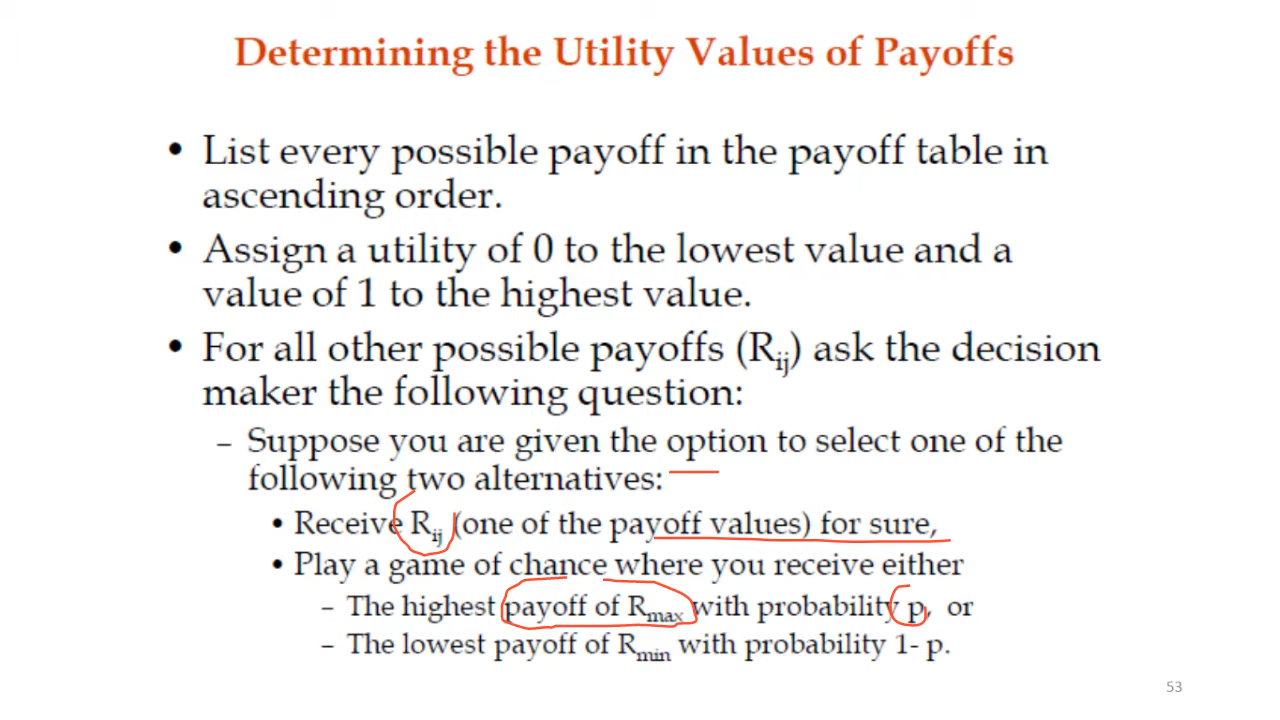 Determining the Utility Values of Payoffs
• List every possible payoff in the payoff table in
ascending order.
• Assign a utility of 0 to the lowest value and a
value of 1 to the highest value.
• For all other possible payoffs (Rij) ask the decision
maker the following question:
– Suppose you are given the option to select one of the
following two alternatives:
• Receive Rij (one of the payoff values) for sure,
• Play a game of chance where you receive either
– The highest payoff of Rmax with probability p, or
– The lowest payoff of Rmin with probability 1- p.
53